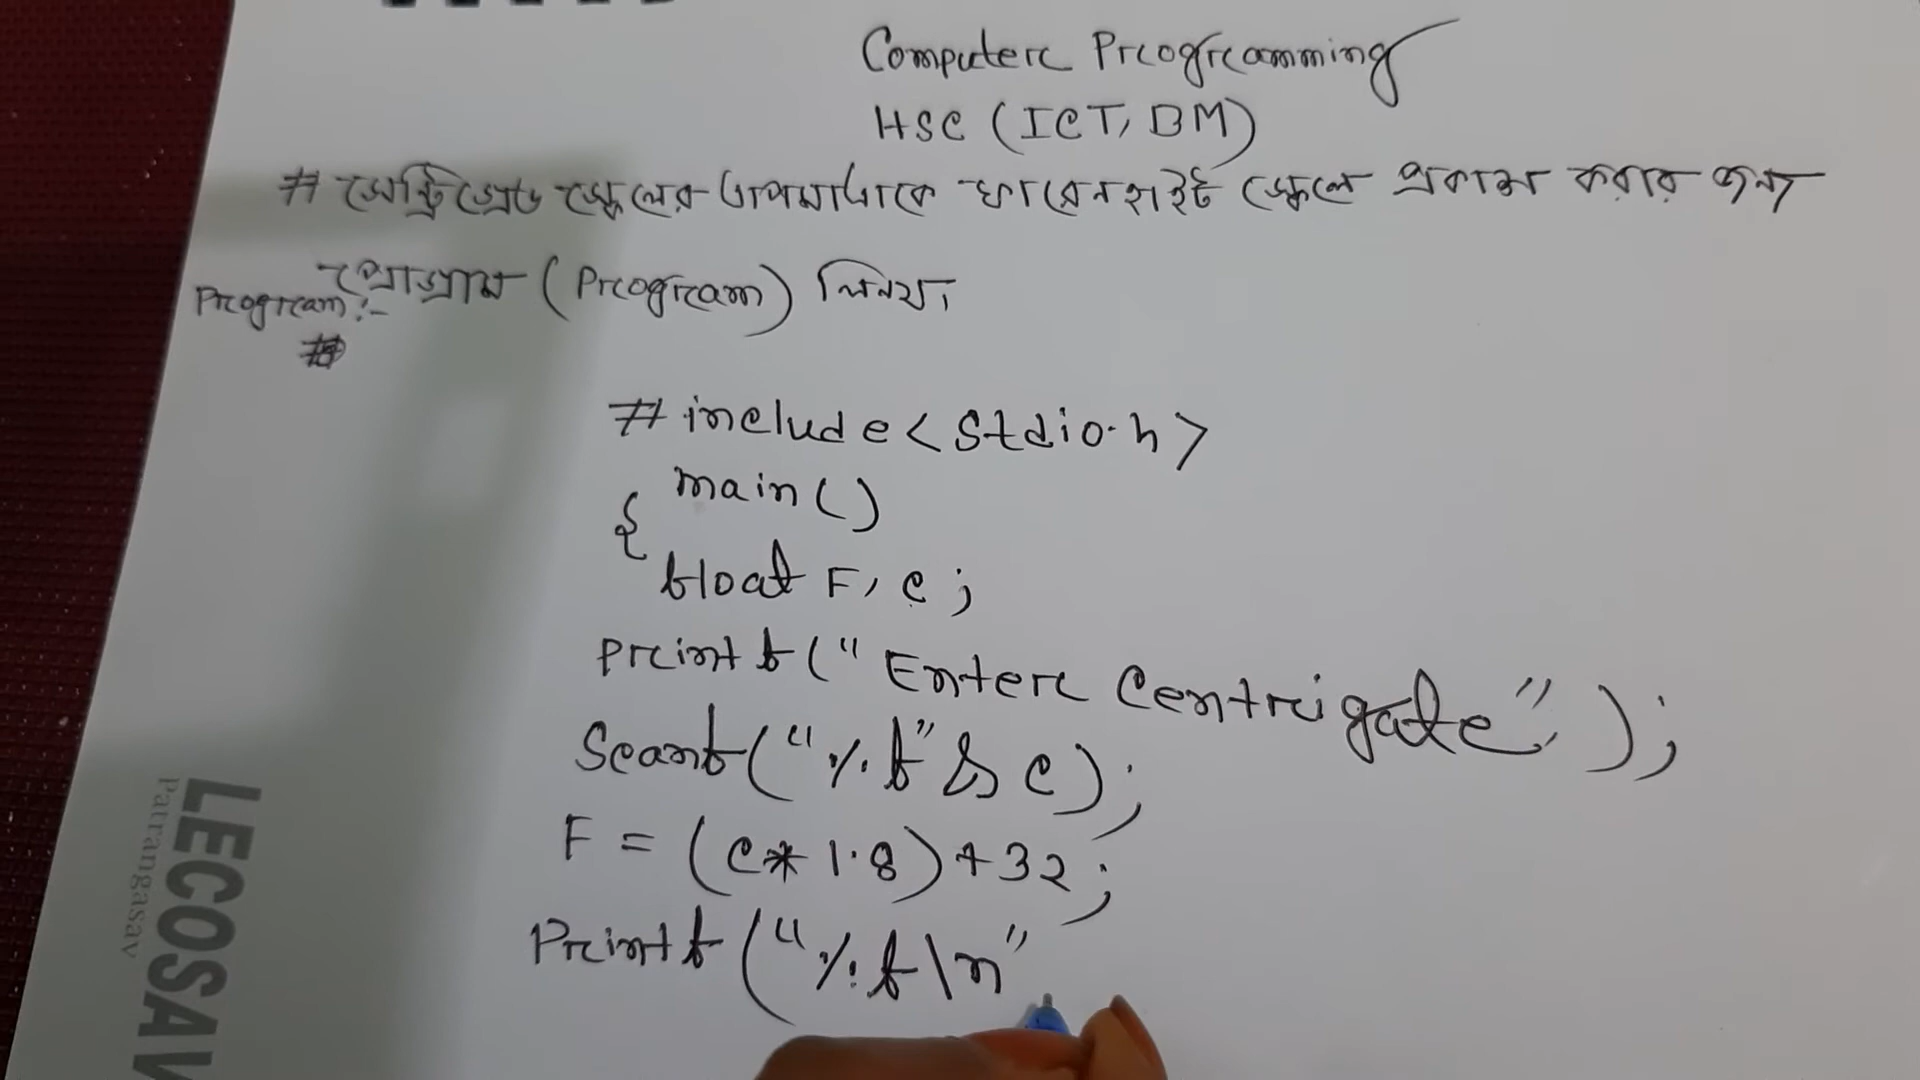 Computer Programming
HSC (ICT, BM)
# সেন্ট্রিগ্রেড স্কেলের তাপমাত্রাকে ফারেনহাইট স্কেলে প্রকাশ করার জন্য
প্রোগ্রাম (Program) লিখ।
Program:-
#include<Stdio.h>
main()
{
float F, c;
printf("Enter Centrigate");
Scanf("%f"&c);
F = (c*1.8)+32;
Printf("%f\n"
LECOSAV
Patrangasav